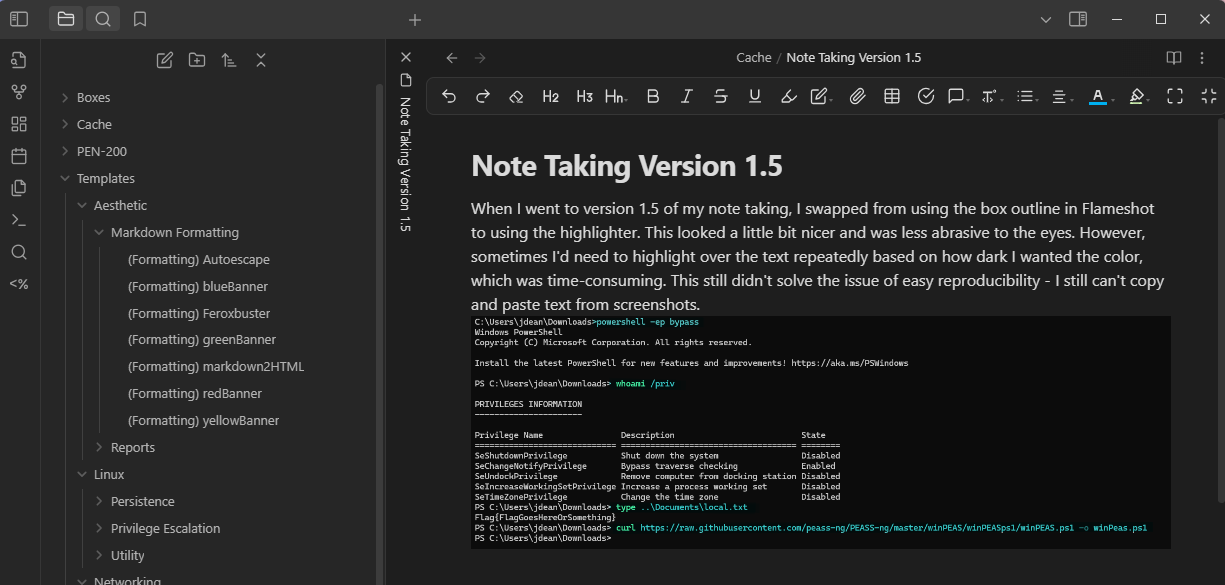 Cache / Note Taking Version 1.5
Boxes
Cache
PEN-200
Templates
Aesthetic
Markdown Formatting
(Formatting) Autoescape
(Formatting) blueBanner
(Formatting) Feroxbuster
(Formatting) greenBanner
(Formatting) markdown2HTML
(Formatting) redBanner
(Formatting) yellowBanner
Reports
Linux
Persistence
Privilege Escalation
Utility
Networking
<%
Note Taking Version 1.5
H2 H3 Hn B I S U A
Note Taking Version 1.5
When I went to version 1.5 of my note taking, I swapped from using the box outline in Flameshot
to using the highlighter. This looked a little bit nicer and was less abrasive to the eyes. However,
sometimes I'd need to highlight over the text repeatedly based on how dark I wanted the color,
which was time-consuming. This still didn't solve the issue of easy reproducibility - I still can't copy
and paste text from screenshots.
C:\Users\jdean\Downloads>powershell -ep bypass
Windows PowerShell
Copyright (C) Microsoft Corporation. All rights reserved.
Install the latest PowerShell for new features and improvements! https://aka.ms/PSWindows
PS C:\Users\jdean\Downloads> whoami /priv
PRIVILEGES INFORMATION
----------------------
Privilege Name Description State
============================= ==================================== ========
SeShutdownPrivilege Shut down the system Disabled
SeChangeNotifyPrivilege Bypass traverse checking Enabled
SeUndockPrivilege Remove computer from docking station Disabled
SeIncreaseWorkingSetPrivilege Increase a process working set Disabled
SeTimeZonePrivilege Change the time zone Disabled
PS C:\Users\jdean\Downloads> type ..\Documents\local.txt
Flag{FlagGoesHereOrSomething}
PS C:\Users\jdean\Downloads> curl https://raw.githubusercontent.com/peass-ng/PEASS-ng/master/winPEAS/winPEASps1/winPEAS.ps1 -o winPeas.ps1
PS C:\Users\jdean\Downloads>